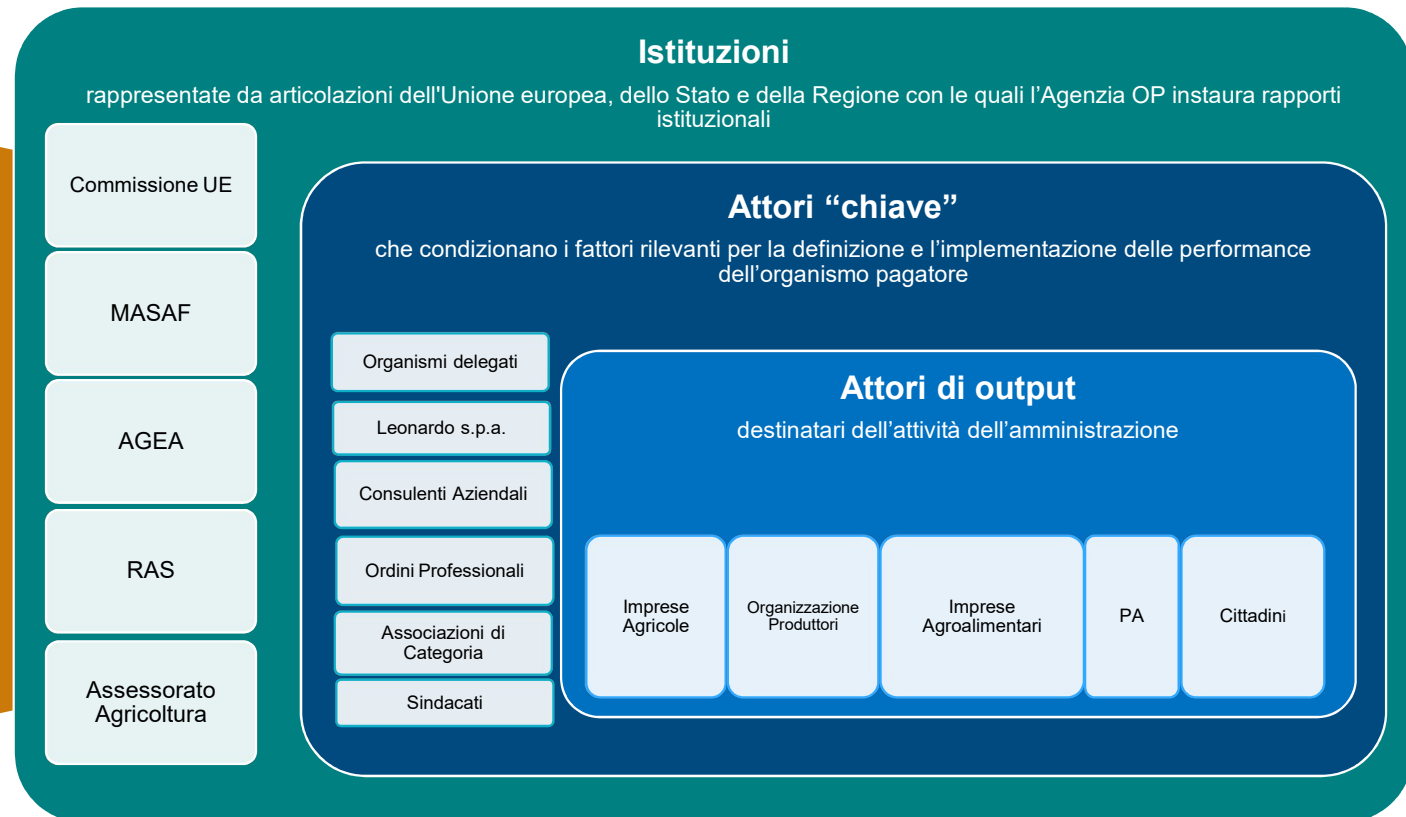 Istituzioni
rappresentate da articolazioni dell'Unione europea, dello Stato e della Regione con le quali l’Agenzia OP instaura rapporti
istituzionali
Commissione UE
MASAF
AGEA
RAS
Assessorato
Agricoltura
Attori “chiave”
che condizionano i fattori rilevanti per la definizione e l’implementazione delle performance
dell’organismo pagatore
Organismi delegati
Leonardo s.p.a.
Consulenti Aziendali
Ordini Professionali
Associazioni di
Categoria
Sindacati
Attori di output
destinatari dell’attività dell’amministrazione
Imprese
Agricole
Organizzazione
Produttori
Imprese
Agroalimentari
PA
Cittadini